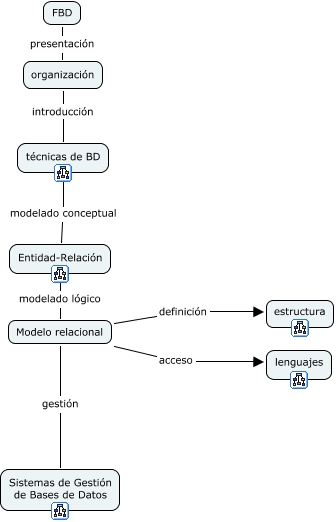 FBD
presentación
organización
introducción
técnicas de BD
modelado conceptual
Entidad-Relación
modelado lógico
Modelo relacional
definición
estructura
acceso
lenguajes
gestión
Sistemas de Gestión
de Bases de Datos